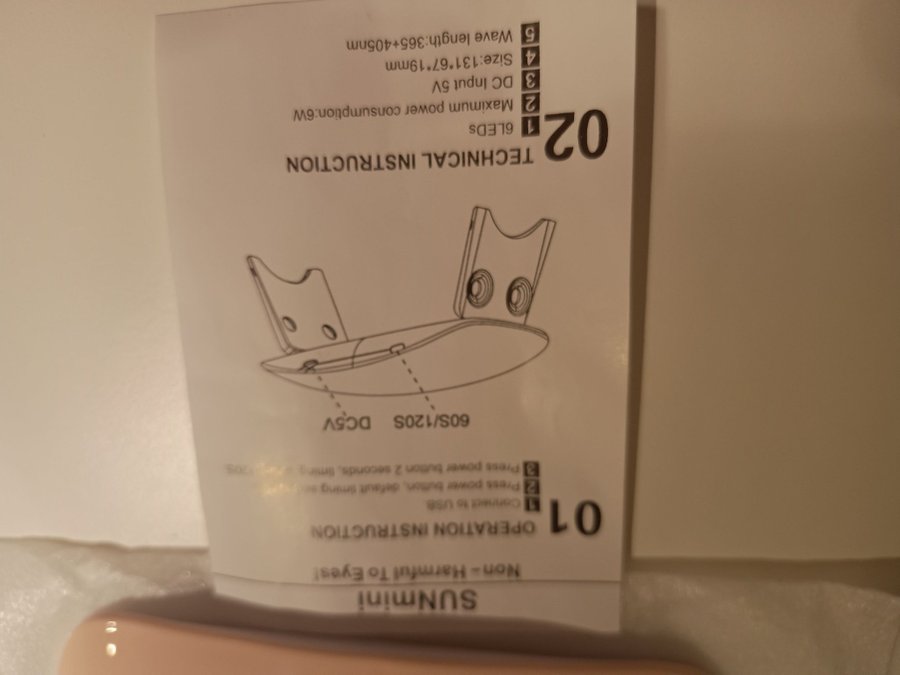 SUNmini
Non - Harmful To Eyes!
01 OPERATION INSTRUCTION
1 Connect to USB.
2 Press power button, default timing
3 Press power button 2 seconds, timing
60S/120S DC5V
02 TECHNICAL INSTRUCTION
1 6LEDs
2 Maximum power consumption:6W
3 DC Input 5V
4 Size:131*67*19mm
5 Wave length:365+405nm